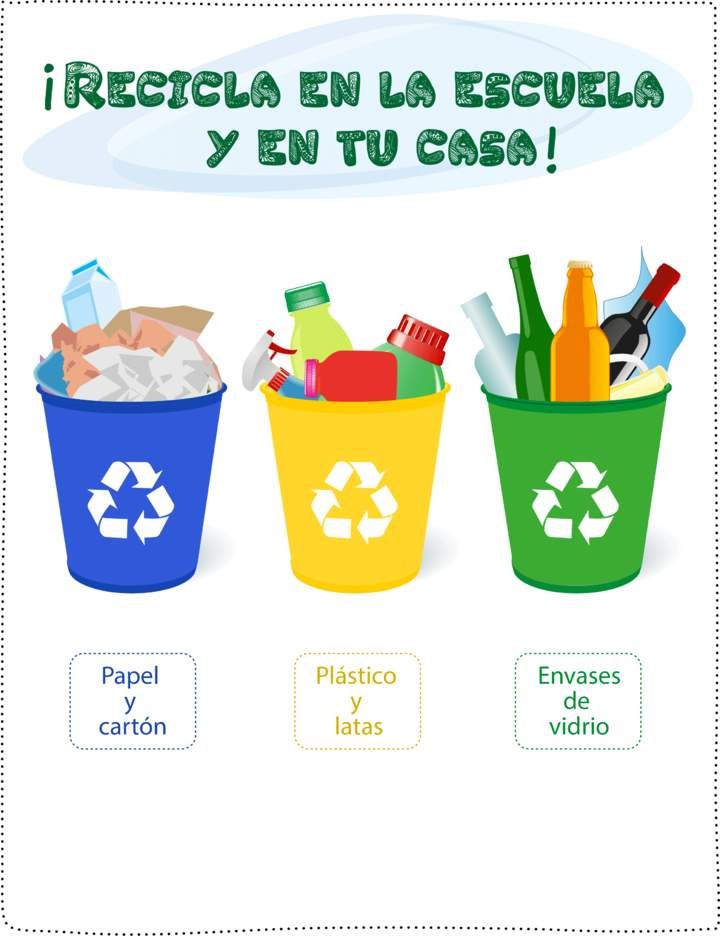 ¡RECICLA EN LA ESCUELA
Y EN TU CASA!
Papel
y
cartón
Plástico
y
latas
Envases
de
vidrio